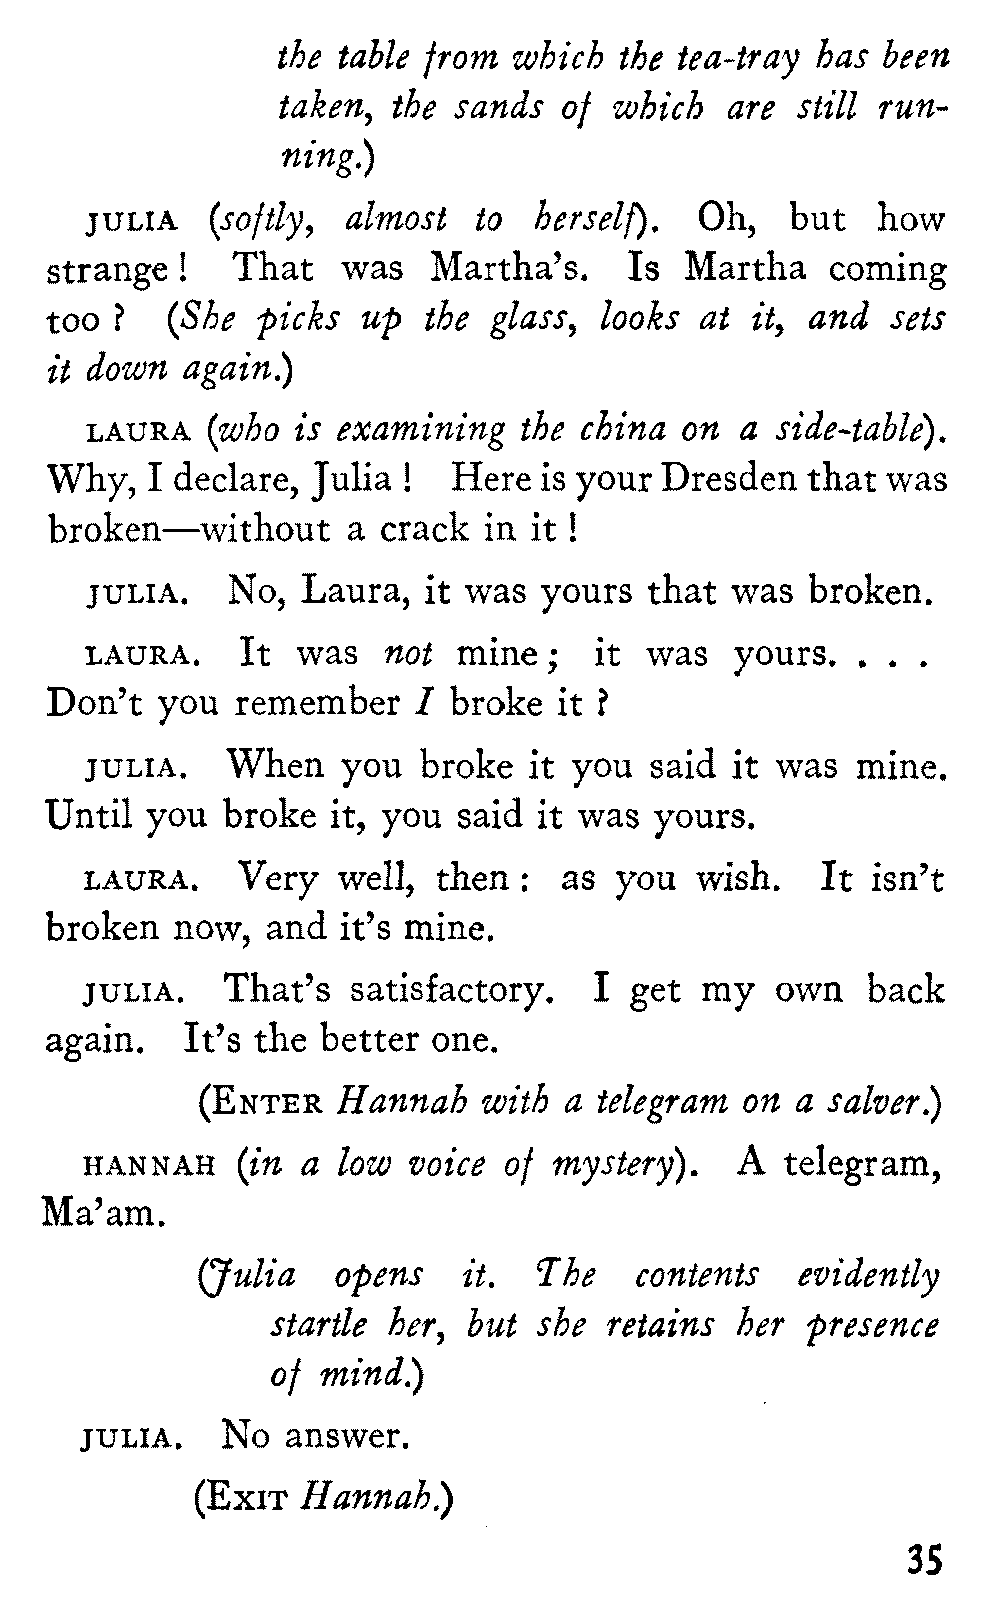 the table from which the tea-tray has been
taken, the sands of which are still run-
ning.)
JULIA (softly, almost to herself). Oh, but how
strange! That was Martha's. Is Martha coming
too? (She picks up the glass, looks at it, and sets
it down again.)
LAURA (who is examining the china on a side-table).
Why, I declare, Julia! Here is your Dresden that was
broken—without a crack in it!
JULIA. No, Laura, it was yours that was broken.
LAURA. It was not mine; it was yours. . . .
Don't you remember I broke it?
JULIA. When you broke it you said it was mine.
Until you broke it, you said it was yours.
LAURA. Very well, then: as you wish. It isn't
broken now, and it's mine.
JULIA. That's satisfactory. I get my own back
again. It's the better one.
(ENTER Hannah with a telegram on a salver.)
HANNAH (in a low voice of mystery). A telegram,
Ma'am.
(Julia opens it. The contents evidently
startle her, but she retains her presence
of mind.)
JULIA. No answer.
(EXIT Hannah.)
35